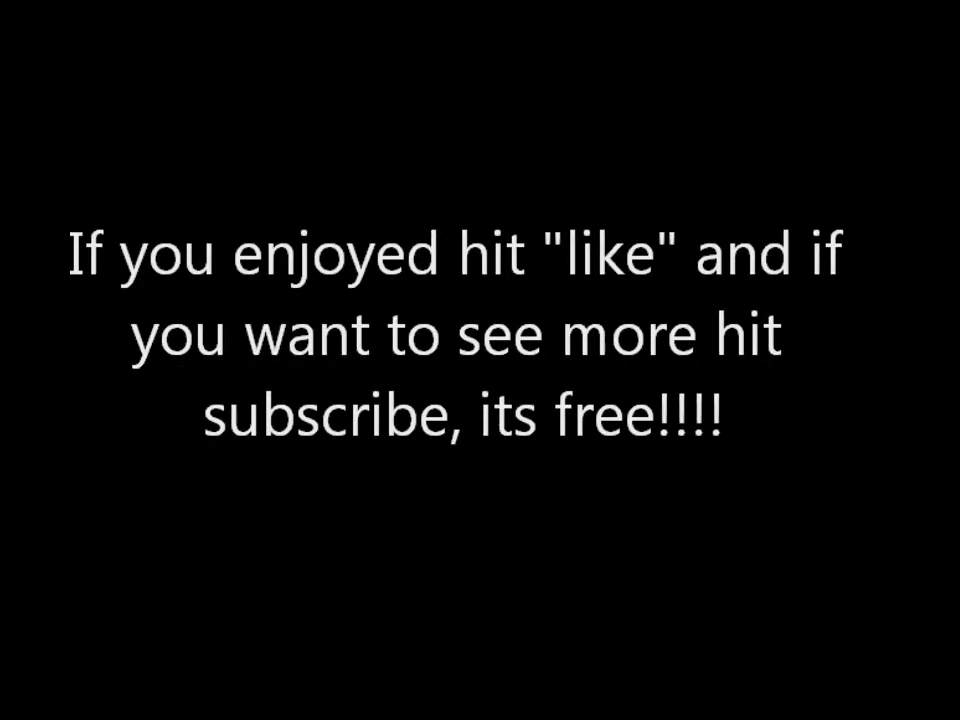 If you enjoyed hit "like" and if
you want to see more hit
subscribe, its free!!!!